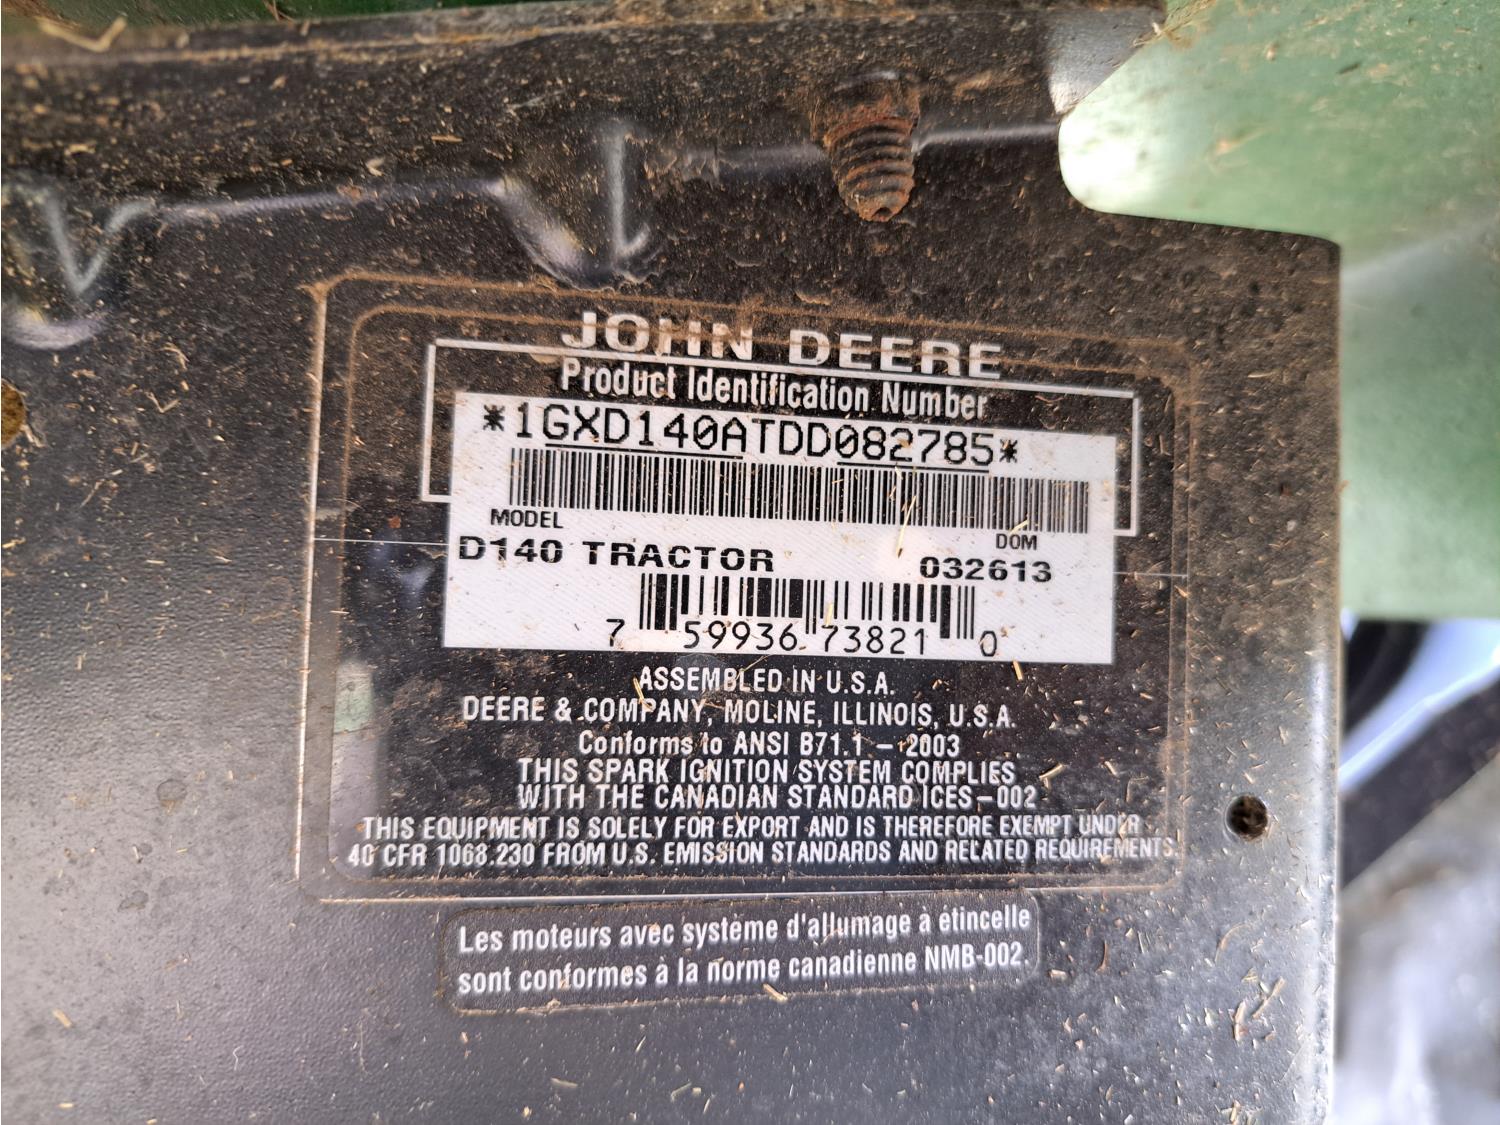 JOHN DEERE
Product Identification Number
*1GXD140ATDD082785*
MODEL DOM
D140 TRACTOR 032613
7 59936 73821 0
ASSEMBLED IN U.S.A.
DEERE & COMPANY, MOLINE, ILLINOIS, U.S.A.
Conforms to ANSI B71.1 - 2003
THIS SPARK IGNITION SYSTEM COMPLIES
WITH THE CANADIAN STANDARD ICES-002
THIS EQUIPMENT IS SOLELY FOR EXPORT AND IS THEREFORE EXEMPT UNDER
40 CFR 1068.230 FROM U.S. EMISSION STANDARDS AND RELATED REQUIREMENTS.
Les moteurs avec système d'allumage à étincelle
sont conformes à la norme canadienne NMB-002.